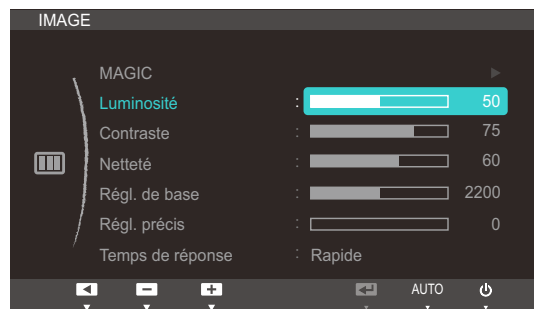 IMAGE
MAGIC
Luminosité : 50
Contraste : 75
Netteté : 60
Régl. de base : 2200
Régl. précis : 0
Temps de réponse : Rapide
AUTO